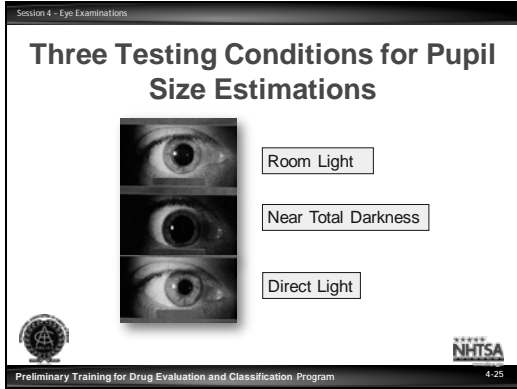 Session 4 - Eye Examinations
Three Testing Conditions for Pupil
Size Estimations
Room Light
Near Total Darkness
Direct Light
NHTSA
Preliminary Training for Drug Evaluation and Classification Program
4-25